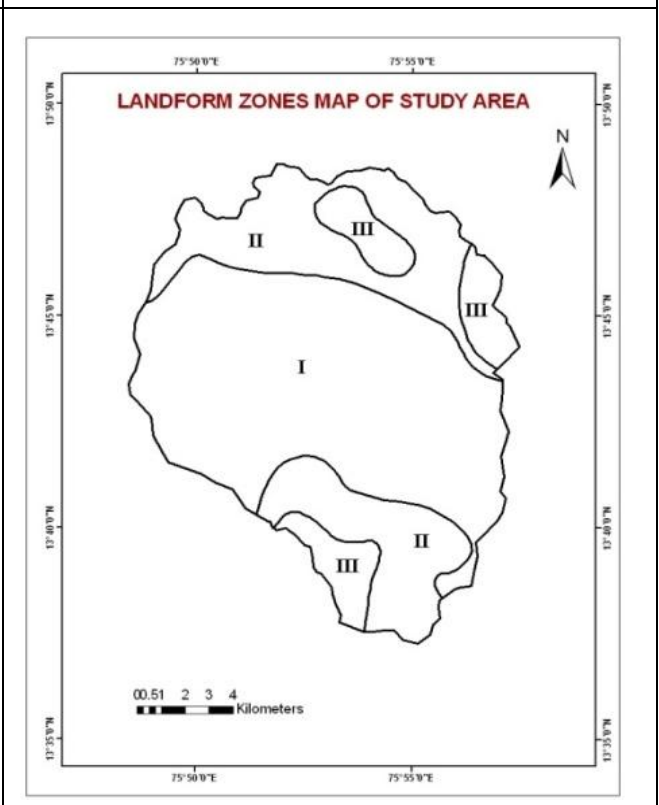 75°50'0"E 75°55'0"E
LANDFORM ZONES MAP OF STUDY AREA
13°50'0"N 13°50'0"N
N
III
II
III
13°45'0"N 13°45'0"N
I
13°40'0"N 13°40'0"N
II
III
00.51 2 3 4
Kilometers
13°35'0"N 13°35'0"N
75°50'0"E 75°55'0"E